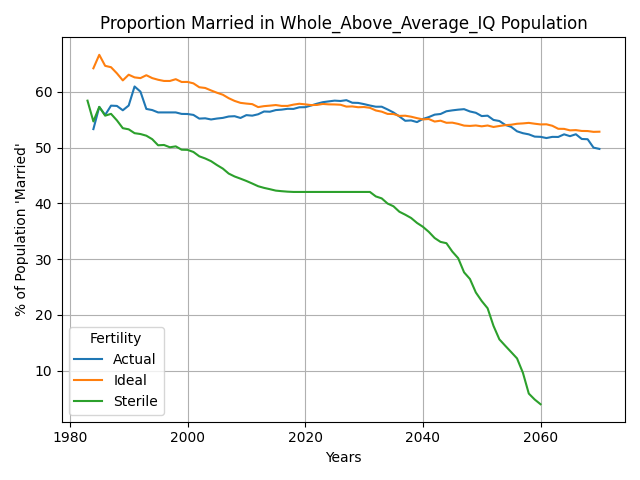 Proportion Married in Whole_Above_Average_IQ Population
% of Population 'Married'
60
50
40
30
20
10
Fertility
Actual
Ideal
Sterile
1980
2000
2020
2040
2060
Years